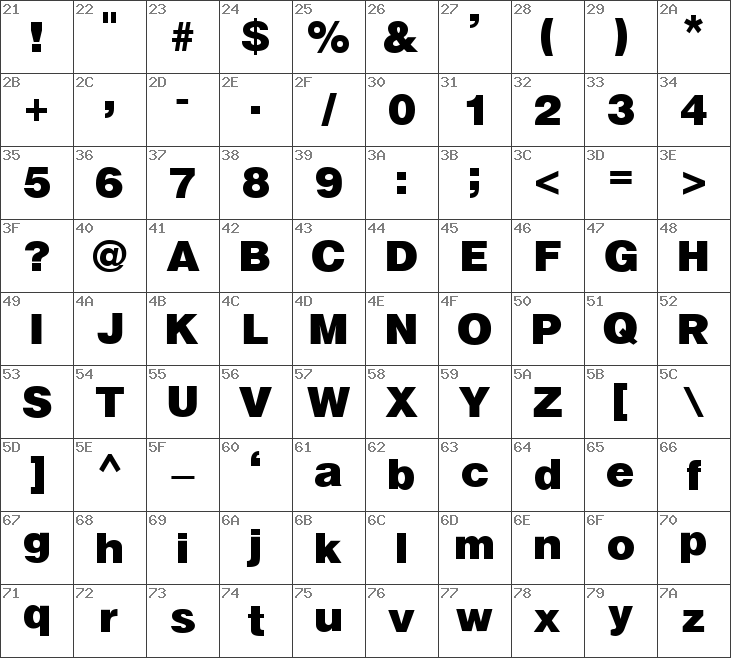 21 22 23 24 25 26 27 28 29 2A
! " # $ % & ’ ( ) *
2B 2C 2D 2E 2F 30 31 32 33 34
+ , - . / 0 1 2 3 4
35 36 37 38 39 3A 3B 3C 3D 3E
5 6 7 8 9 : ; < = >
3F 40 41 42 43 44 45 46 47 48
? @ A B C D E F G H
49 4A 4B 4C 4D 4E 4F 50 51 52
I J K L M N O P Q R
53 54 55 56 57 58 59 5A 5B 5C
S T U V W X Y Z [ \
5D 5E 5F 60 61 62 63 64 65 66
] ^ _ ‘ a b c d e f
67 68 69 6A 6B 6C 6D 6E 6F 70
g h i j k l m n o p
71 72 73 74 75 76 77 78 79 7A
q r s t u v w x y z